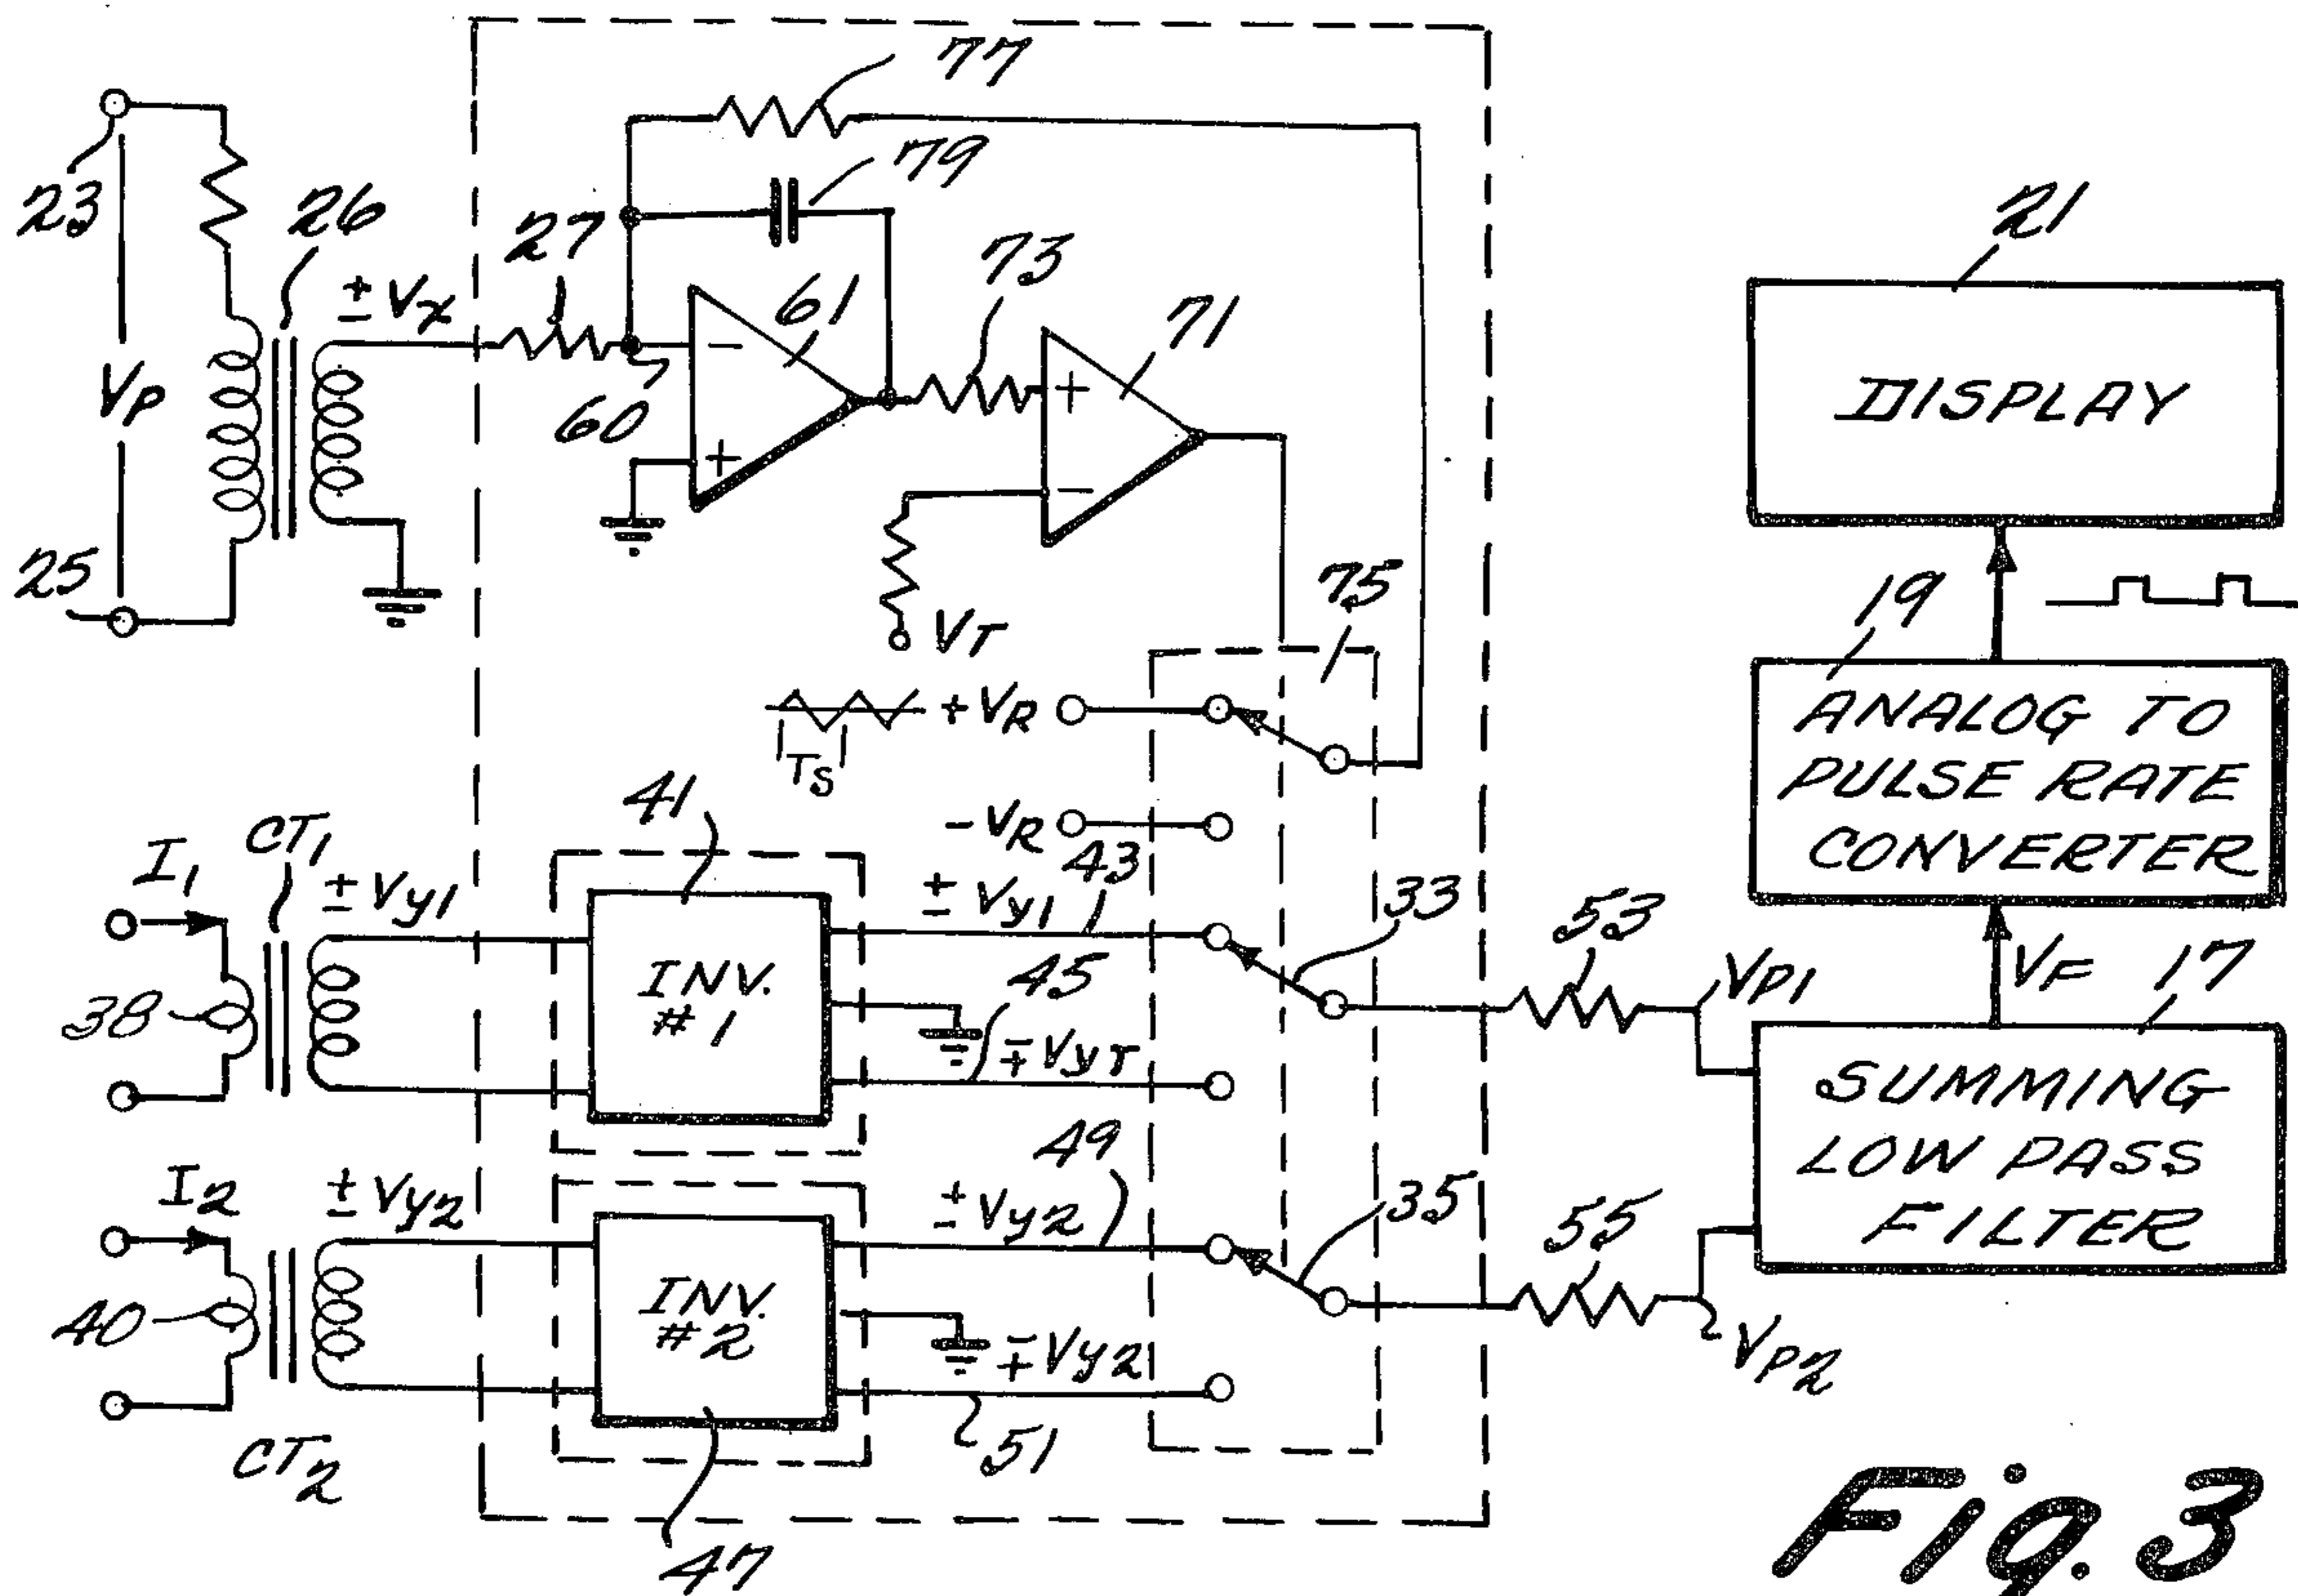 77
79
23
26
27
73
21
± Vx
61
71
VP
60
DISPLAY
25
75
19
VT
+VR
TS
ANALOG TO
PULSE RATE
CONVERTER
41
-VR
43
I1
CT1
± Vy1
± Vy1
33
53
VP1
VF
17
38
INV.
#1
45
∓ VyT
SUMMING
LOW PASS
FILTER
49
I2
± Vy2
± Vy2
35
55
40
INV.
#2
∓ Vy2
VP2
CT2
51
47
Fig. 3